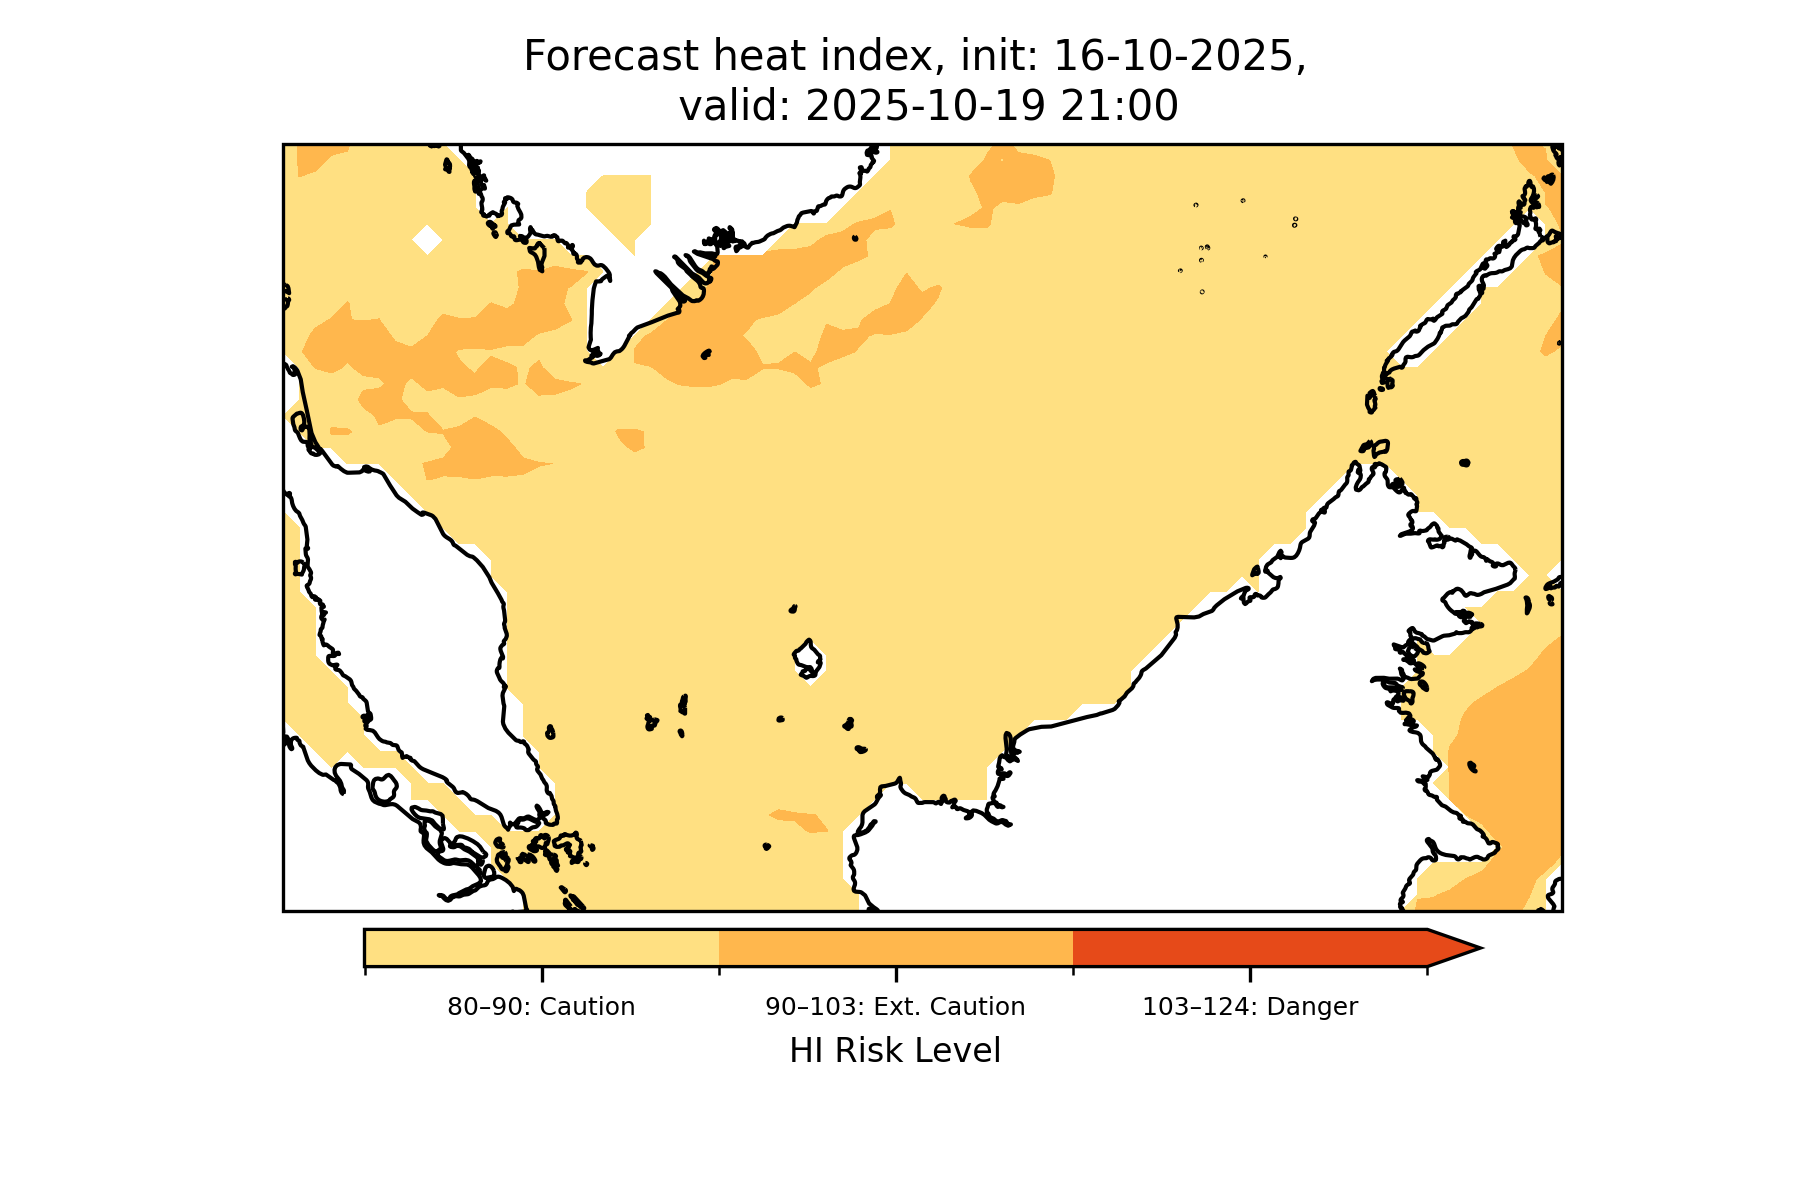 Forecast heat index, init: 16-10-2025,
valid: 2025-10-19 21:00
80–90: Caution
90–103: Ext. Caution
103–124: Danger
HI Risk Level